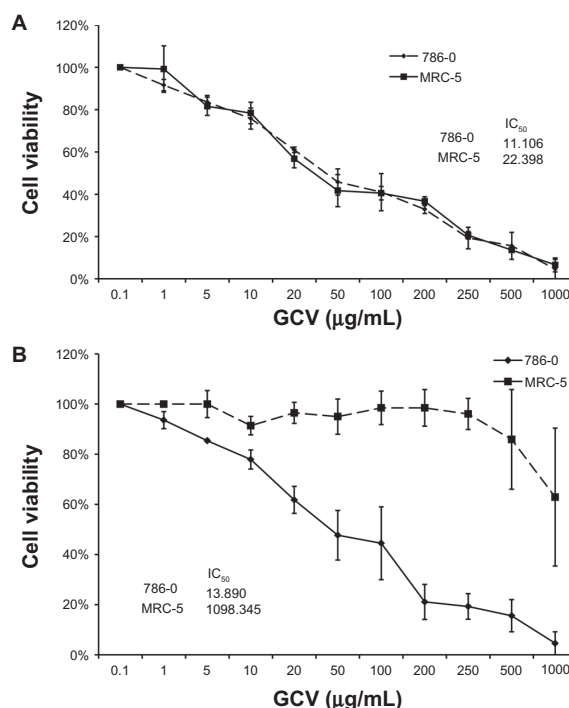 A
120%
100%
80%
60%
40%
20%
0%
Cell viability
786-0
MRC-5
IC50
786-0 11.106
MRC-5 22.398
0.1 1 5 10 20 50 100 200 250 500 1000
GCV (μg/mL)
B
120%
100%
80%
60%
40%
20%
0%
Cell viability
786-0
MRC-5
IC50
786-0 13.890
MRC-5 1098.345
0.1 1 5 10 20 50 100 200 250 500 1000
GCV (μg/mL)